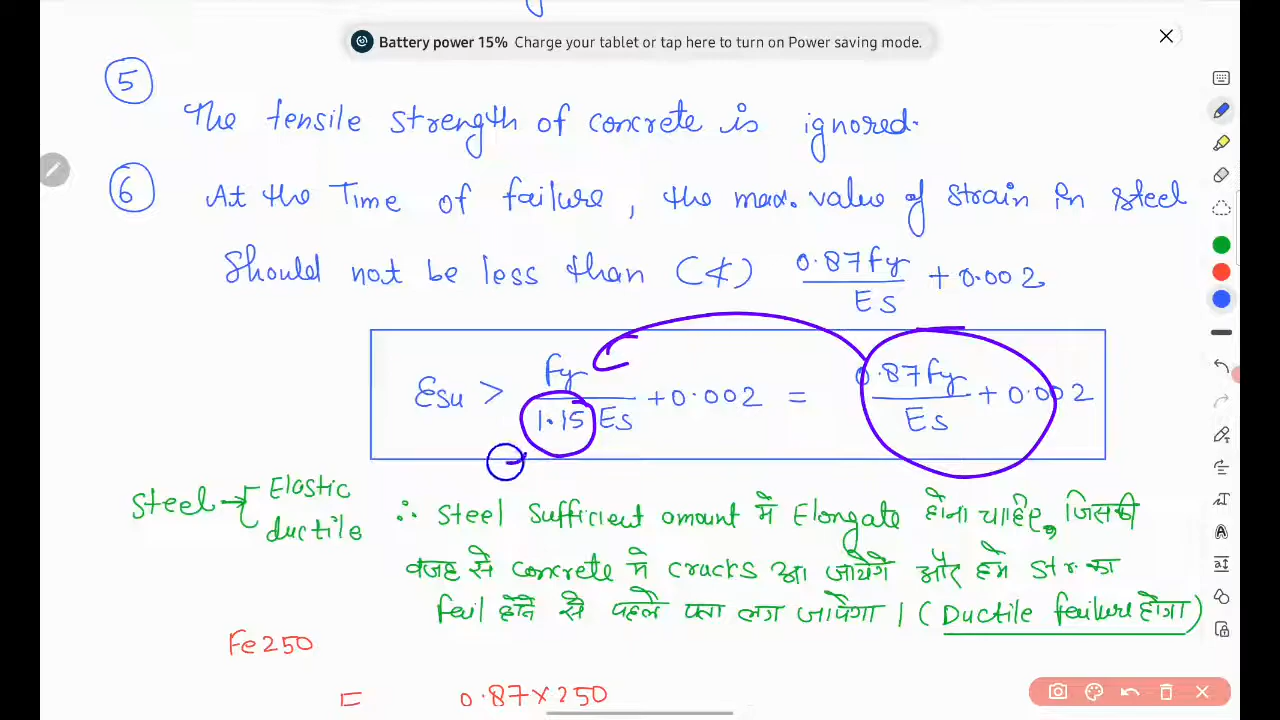 Battery power 15% Charge your tablet or tap here to turn on Power saving mode.
5
The tensile strength of concrete is ignored.
6 At the Time of failure, the max. value of strain in steel
Should not be less than (≮) 0.87fy/Es + 0.002
Esu > fy/1.15 Es + 0.002 = 0.87fy/Es + 0.002
Steel → Elastic
ductile
∴ Steel Sufficient amount में Elongate होना चाहिए, जिसकी
वजह से concrete में cracks आ जायेंगे और हमे Str. का
fail होने से पहले पता लग जायेगा । (Ductile failure होगा)
Fe250
= 0.87×250